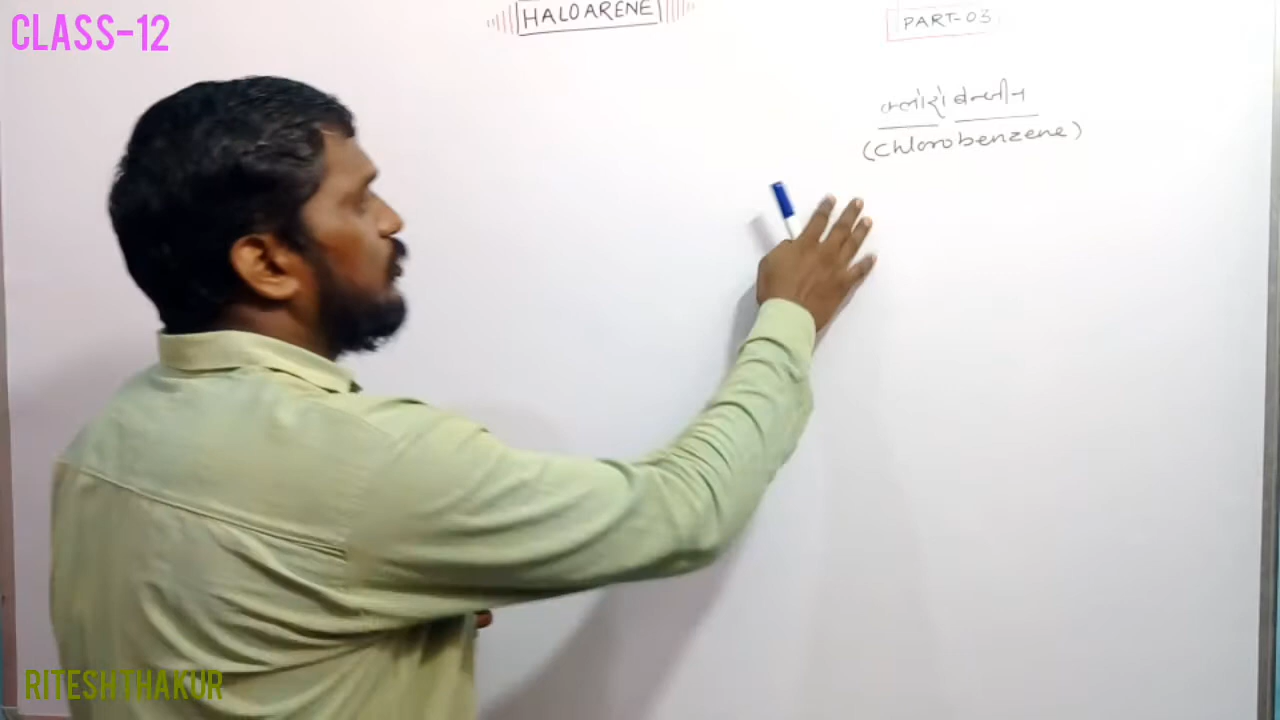 CLASS-12
HALOARENE
PART-03
क्लोरो बेन्जीन
(Chlorobenzene)
RITESHTHAKUR